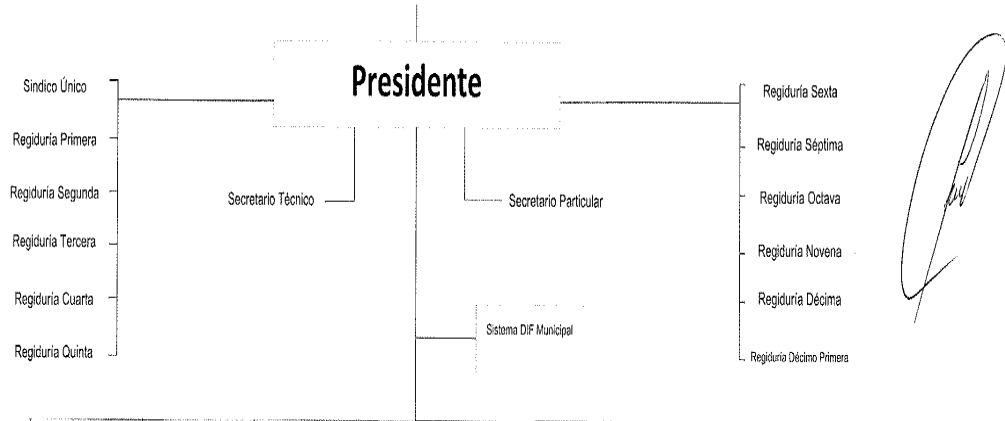 Presidente
Sindico Único
Regiduría Primera
Regiduría Segunda
Regiduría Tercera
Regiduría Cuarta
Regiduría Quinta
Secretario Técnico
Secretario Particular
Sistema DIF Municipal
Regiduría Sexta
Regiduría Séptima
Regiduría Octava
Regiduría Novena
Regiduría Décima
Regiduría Décimo Primera